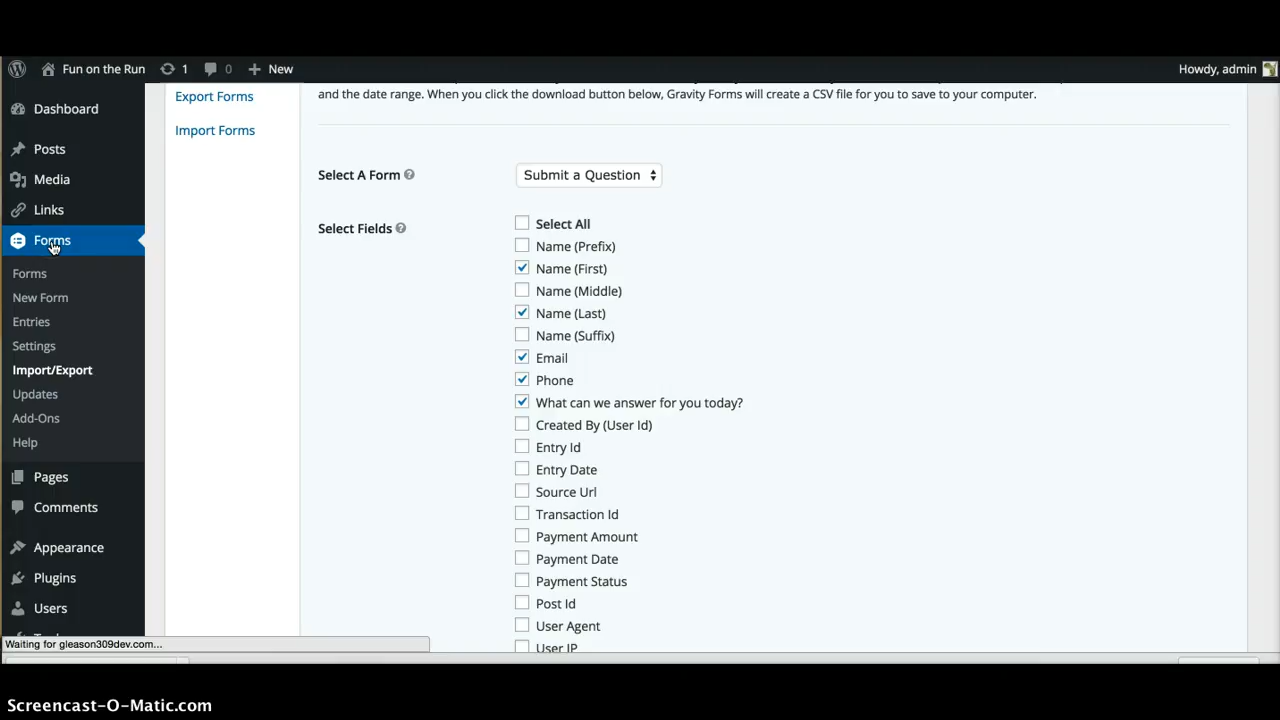 Fun on the Run 1 0 New Howdy, admin
Dashboard
Posts
Media
Links
Forms
Forms
New Form
Entries
Settings
Import/Export
Updates
Add-Ons
Help
Pages
Comments
Appearance
Plugins
Users
Export Forms
Import Forms
and the date range. When you click the download button below, Gravity Forms will create a CSV file for you to save to your computer.
Select A Form ? Submit a Question
Select Fields ? Select All
Name (Prefix)
Name (First)
Name (Middle)
Name (Last)
Name (Suffix)
Email
Phone
What can we answer for you today?
Created By (User Id)
Entry Id
Entry Date
Source Url
Transaction Id
Payment Amount
Payment Date
Payment Status
Post Id
User Agent
User IP
Waiting for gleason309dev.com...
Screencast-O-Matic.com